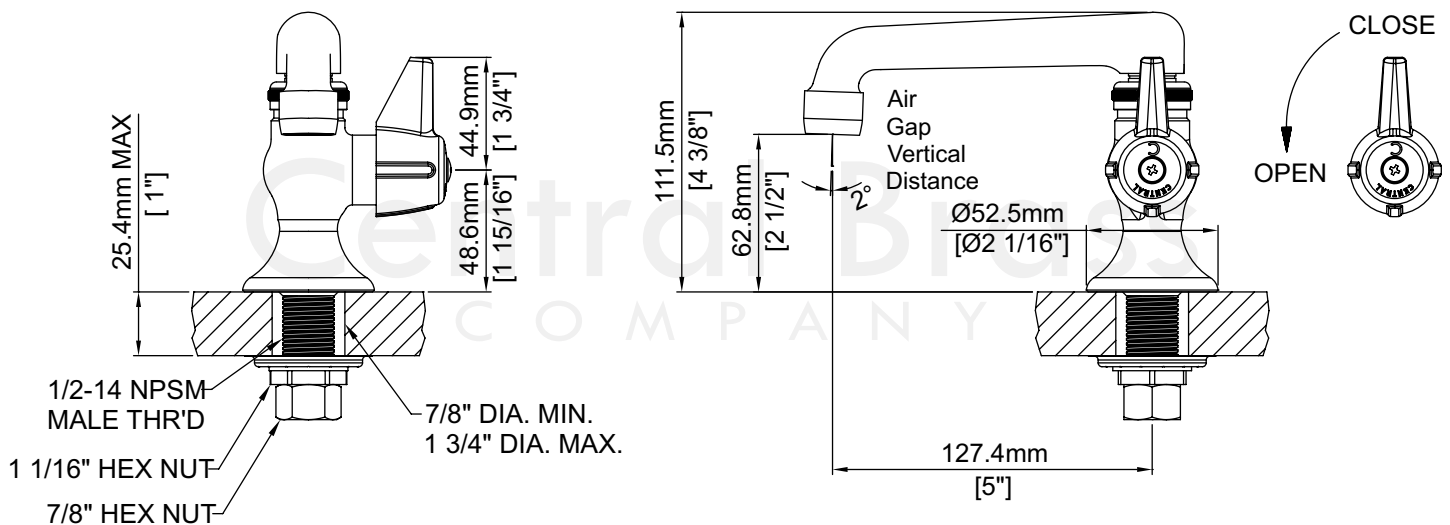 25.4mm MAX
[ 1"]
44.9mm
[1 3/4"]
48.6mm
[1 15/16"]
1/2-14 NPSM
MALE THR'D
1 1/16" HEX NUT
7/8" HEX NUT
7/8" DIA. MIN.
1 3/4" DIA. MAX.
111.5mm
[4 3/8"]
62.8mm
[2 1/2"]
2°
Air
Gap
Vertical
Distance
Ø52.5mm
[Ø2 1/16"]
127.4mm
[5"]
C
CENTRAL
CLOSE
OPEN
C
CENTRAL
Central Brass
COMPANY